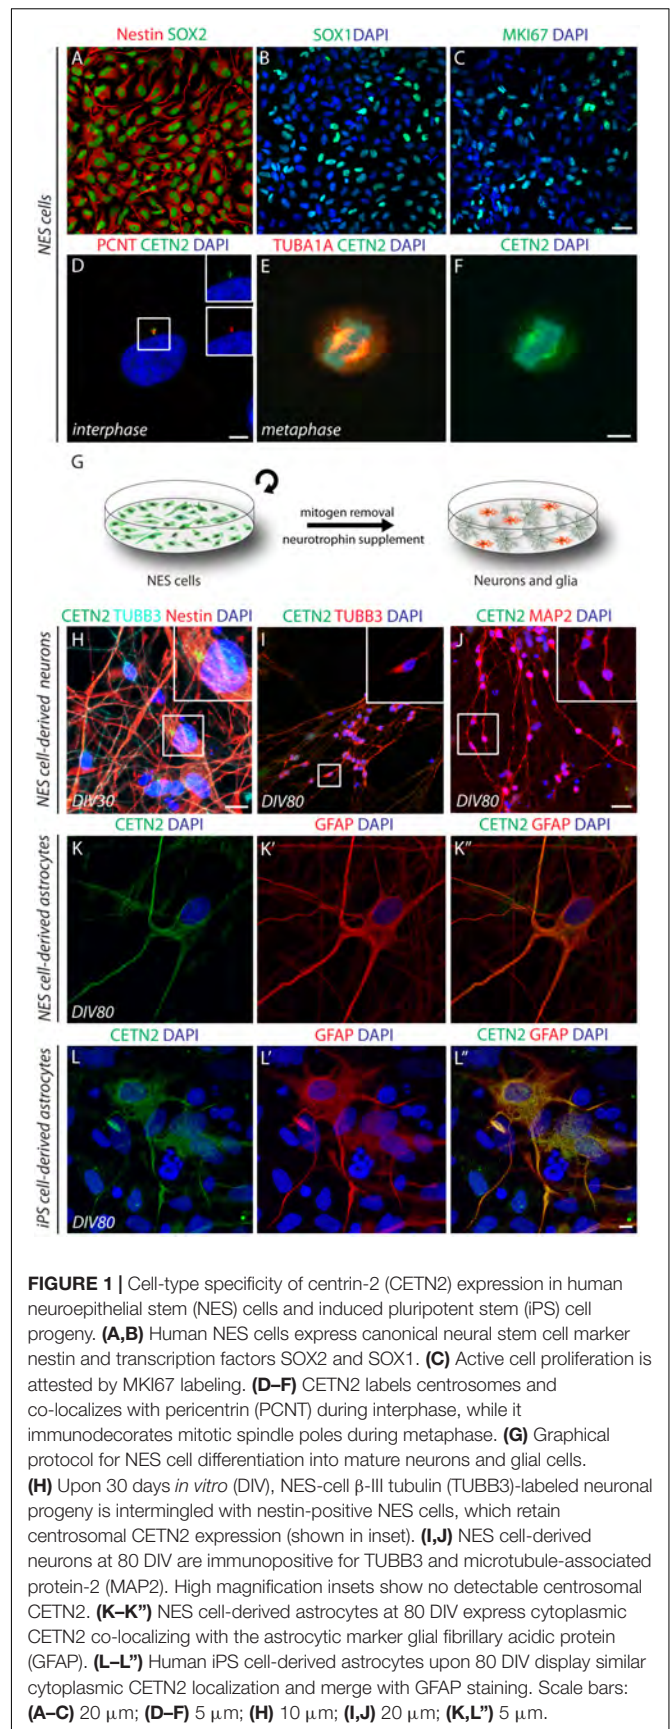 Nestin SOX2 SOX1DAPI MKI67 DAPI
A B C
NES cells
PCNT CETN2 DAPI TUBA1A CETN2 DAPI CETN2 DAPI
D E F
interphase metaphase
G
mitogen removal
neurotrophin supplement
NES cells Neurons and glia
CETN2 TUBB3 Nestin DAPI CETN2 TUBB3 DAPI CETN2 MAP2 DAPI
H I J
NES cell-derived neurons
DIV30 DIV80 DIV80
CETN2 DAPI GFAP DAPI CETN2 GFAP DAPI
K K' K"
NES cell-derived astrocytes
DIV80
CETN2 DAPI GFAP DAPI CETN2 GFAP DAPI
L L' L"
iPS cell-derived astrocytes
DIV80
FIGURE 1 | Cell-type specificity of centrin-2 (CETN2) expression in human
neuroepithelial stem (NES) cells and induced pluripotent stem (iPS) cell
progeny. (A,B) Human NES cells express canonical neural stem cell marker
nestin and transcription factors SOX2 and SOX1. (C) Active cell proliferation is
attested by MKI67 labeling. (D–F) CETN2 labels centrosomes and
co-localizes with pericentrin (PCNT) during interphase, while it
immunodecorates mitotic spindle poles during metaphase. (G) Graphical
protocol for NES cell differentiation into mature neurons and glial cells.
(H) Upon 30 days in vitro (DIV), NES-cell β-III tubulin (TUBB3)-labeled neuronal
progeny is intermingled with nestin-positive NES cells, which retain
centrosomal CETN2 expression (shown in inset). (I,J) NES cell-derived
neurons at 80 DIV are immunopositive for TUBB3 and microtubule-associated
protein-2 (MAP2). High magnification insets show no detectable centrosomal
CETN2. (K–K”) NES cell-derived astrocytes at 80 DIV express cytoplasmic
CETN2 co-localizing with the astrocytic marker glial fibrillary acidic protein
(GFAP). (L–L”) Human iPS cell-derived astrocytes upon 80 DIV display similar
cytoplasmic CETN2 localization and merge with GFAP staining. Scale bars:
(A–C) 20 μm; (D–F) 5 μm; (H) 10 μm; (I,J) 20 μm; (K,L”) 5 μm.